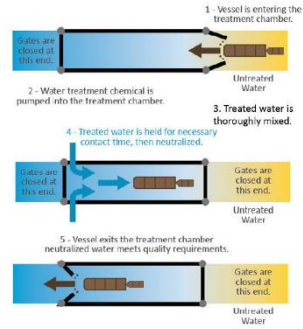 1 - Vessel is entering the
treatment chamber.
Gates are
closed at
this end.
Untreated
Water
2 - Water treatment chemical is
pumped into the treatment chamber.
3. Treated water is
thoroughly mixed.
4 - Treated water is held for necessary
contact time, then neutralized.
Gates are
closed at
this end.
Gates are
closed at
this end.
Untreated
Water
5 - Vessel exits the treatment chamber
neutralized water meets quality requirements.
Gates are
closed at
this end.
Untreated
Water